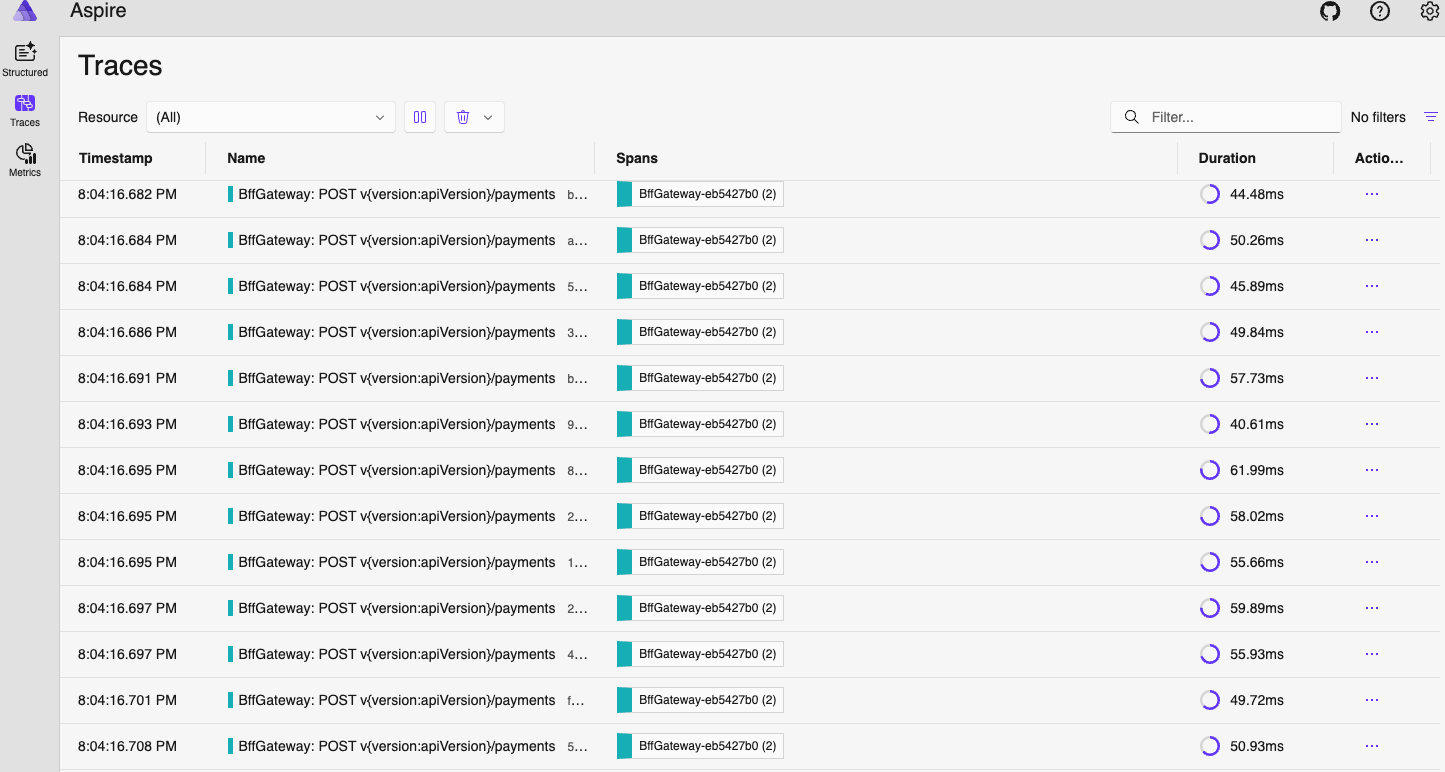 Aspire
Structured
Traces
Metrics
Traces
Resource (All) Filter... No filters
Timestamp Name Spans Duration Actio...
8:04:16.682 PM BffGateway: POST v{version:apiVersion}/payments b... BffGateway-eb5427b0 (2) 44.48ms ...
8:04:16.684 PM BffGateway: POST v{version:apiVersion}/payments a... BffGateway-eb5427b0 (2) 50.26ms ...
8:04:16.684 PM BffGateway: POST v{version:apiVersion}/payments 5... BffGateway-eb5427b0 (2) 45.89ms ...
8:04:16.686 PM BffGateway: POST v{version:apiVersion}/payments 3... BffGateway-eb5427b0 (2) 49.84ms ...
8:04:16.691 PM BffGateway: POST v{version:apiVersion}/payments b... BffGateway-eb5427b0 (2) 57.73ms ...
8:04:16.693 PM BffGateway: POST v{version:apiVersion}/payments 9... BffGateway-eb5427b0 (2) 40.61ms ...
8:04:16.695 PM BffGateway: POST v{version:apiVersion}/payments 8... BffGateway-eb5427b0 (2) 61.99ms ...
8:04:16.695 PM BffGateway: POST v{version:apiVersion}/payments 2... BffGateway-eb5427b0 (2) 58.02ms ...
8:04:16.695 PM BffGateway: POST v{version:apiVersion}/payments 1... BffGateway-eb5427b0 (2) 55.66ms ...
8:04:16.697 PM BffGateway: POST v{version:apiVersion}/payments 2... BffGateway-eb5427b0 (2) 59.89ms ...
8:04:16.697 PM BffGateway: POST v{version:apiVersion}/payments 4... BffGateway-eb5427b0 (2) 55.93ms ...
8:04:16.701 PM BffGateway: POST v{version:apiVersion}/payments f... BffGateway-eb5427b0 (2) 49.72ms ...
8:04:16.708 PM BffGateway: POST v{version:apiVersion}/payments 5... BffGateway-eb5427b0 (2) 50.93ms ...